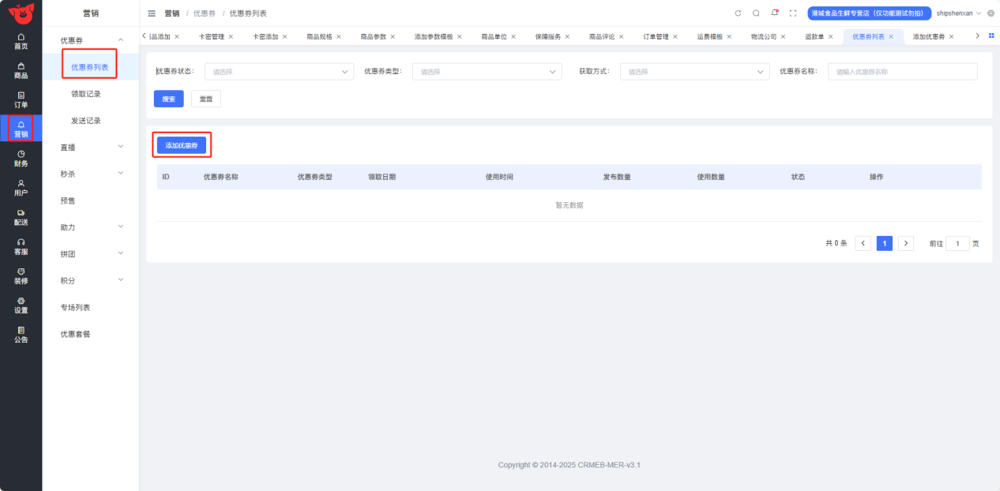 营销
营销 / 优惠券 / 优惠券列表
港城食品生鲜专营店（仅功能测试勿拍）
shipshenxan
首页
商品
订单
营销
财务
用户
配送
客服
装修
设置
公告
优惠券
优惠券列表
领取记录
发送记录
直播
秒杀
预售
助力
拼团
积分
专场列表
优惠套餐
品添加 × 卡密管理 × 卡密添加 × 商品规格 × 商品参数 × 添加参数模板 × 商品单位 × 保障服务 × 商品评论 × 订单管理 × 运费模板 × 物流公司 × 退款单 × 优惠券列表 × 添加优惠券 ×
优惠券状态： 请选择 优惠券类型： 请选择 获取方式： 请选择 优惠券名称： 请输入优惠券名称
搜索 重置
添加优惠券
ID 优惠券名称 优惠券类型 领取日期 使用时间 发布数量 使用数量 状态 操作
暂无数据
共 0 条 1 前往 1 页
Copyright © 2014-2025 CRMEB-MER-v3.1